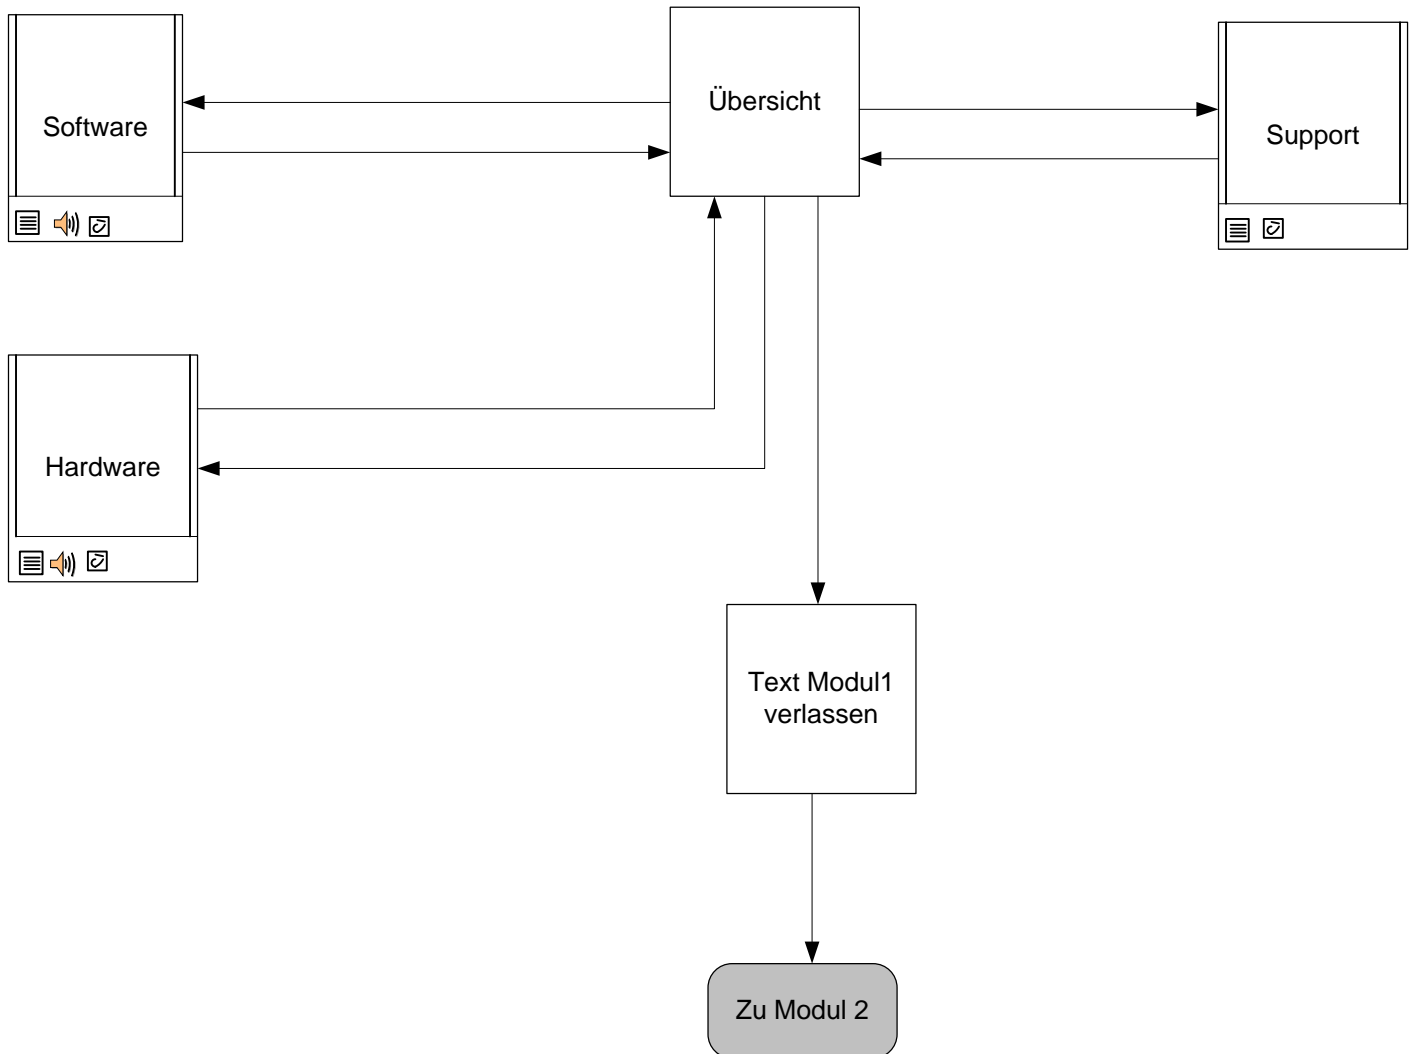 Übersicht
Software
Support
Hardware
Text Modul1
verlassen
Zu Modul 2